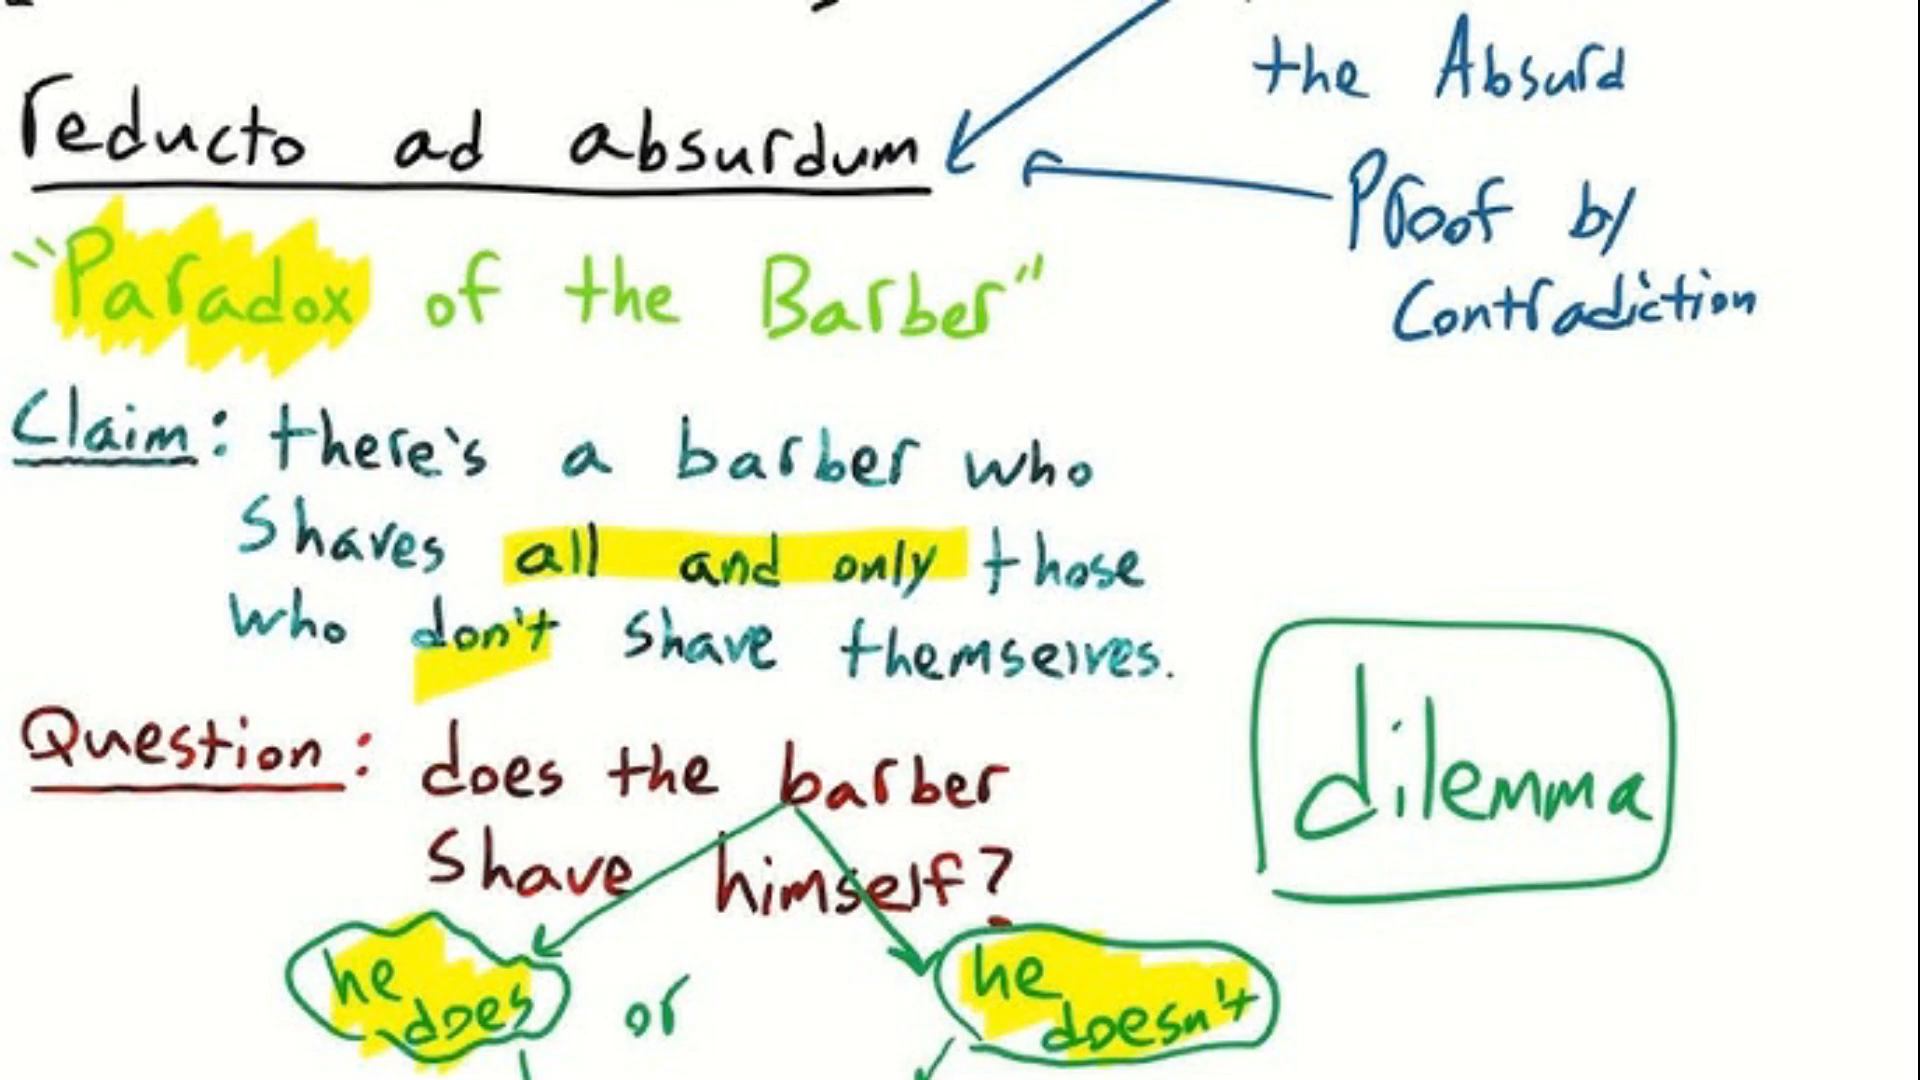 the Absurd
reducto ad absurdum
Proof by
Contradiction
"Paradox of the Barber"
Claim: there's a barber who
shaves all and only those
who don't shave themselves.
Question: does the barber
shave himself?
dilemma
he
does
or
he
doesn't